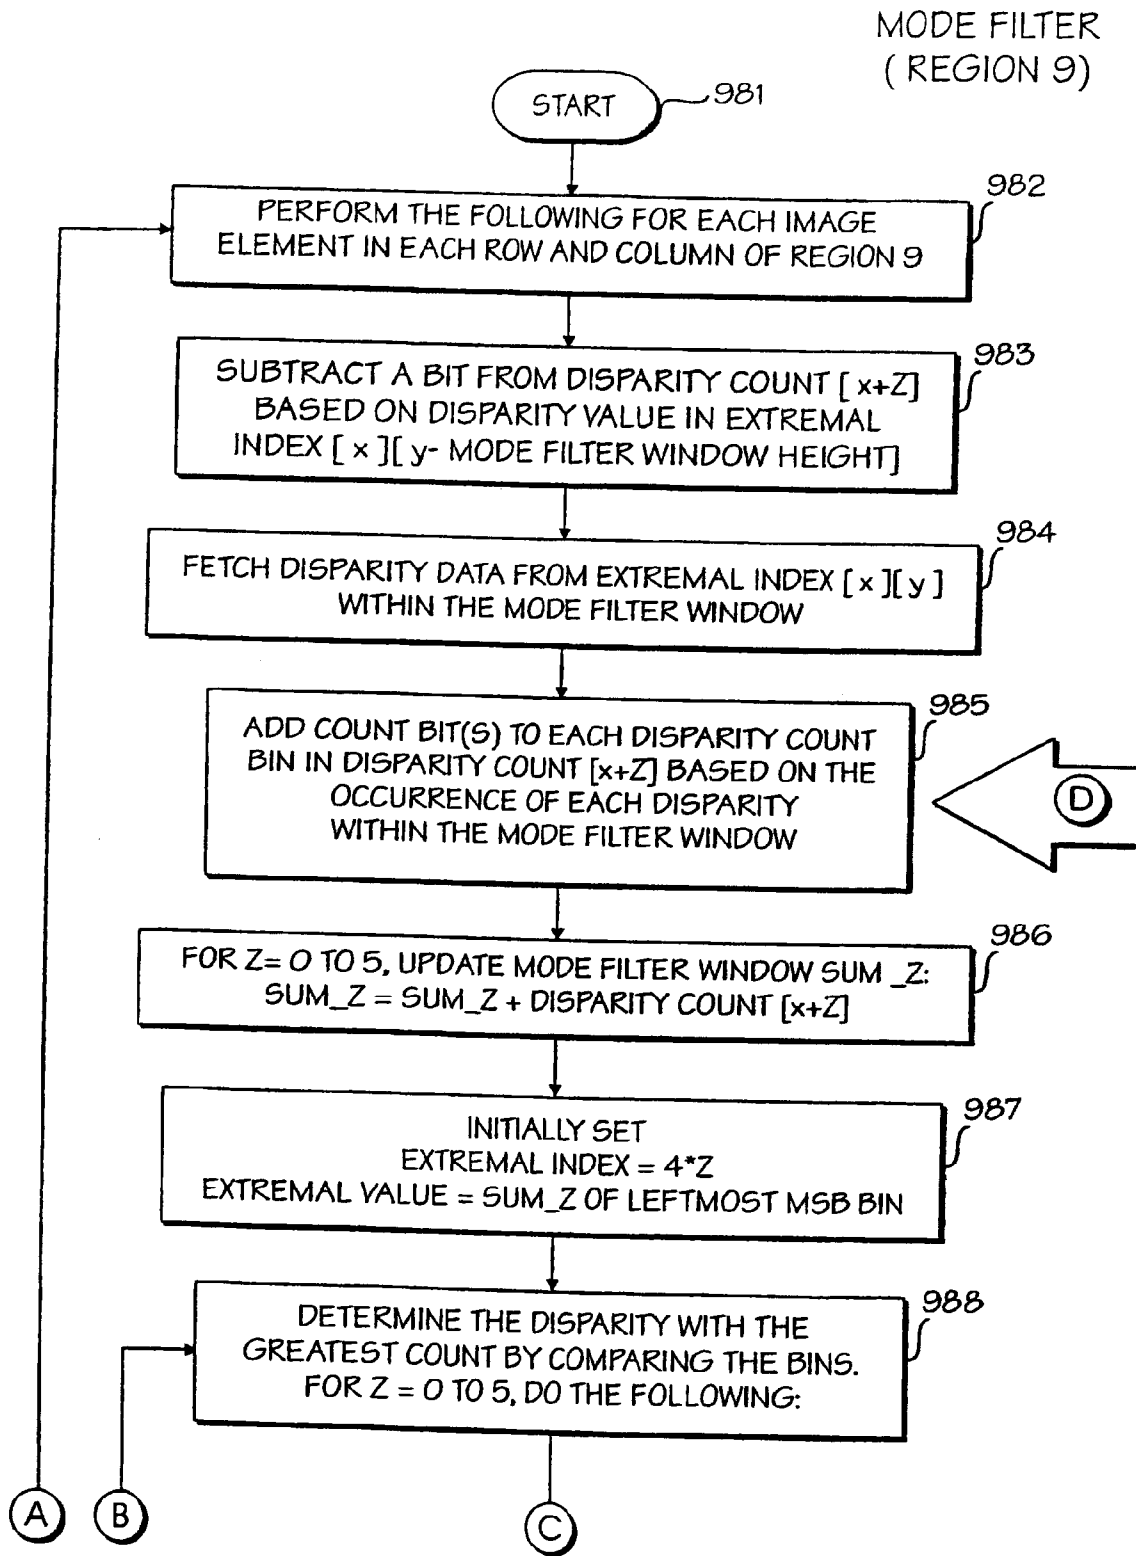 MODE FILTER
( REGION 9)
START
981
982
PERFORM THE FOLLOWING FOR EACH IMAGE
ELEMENT IN EACH ROW AND COLUMN OF REGION 9
983
SUBTRACT A BIT FROM DISPARITY COUNT [ x+Z]
BASED ON DISPARITY VALUE IN EXTREMAL
INDEX [ x ][ y- MODE FILTER WINDOW HEIGHT]
984
FETCH DISPARITY DATA FROM EXTREMAL INDEX [ x ][ y ]
WITHIN THE MODE FILTER WINDOW
985
ADD COUNT BIT(S) TO EACH DISPARITY COUNT
BIN IN DISPARITY COUNT [x+Z] BASED ON THE
OCCURRENCE OF EACH DISPARITY
WITHIN THE MODE FILTER WINDOW
D
986
FOR Z= 0 TO 5, UPDATE MODE FILTER WINDOW SUM _Z:
SUM_Z = SUM_Z + DISPARITY COUNT [x+Z]
987
INITIALLY SET
EXTREMAL INDEX = 4*Z
EXTREMAL VALUE = SUM_Z OF LEFTMOST MSB BIN
988
DETERMINE THE DISPARITY WITH THE
GREATEST COUNT BY COMPARING THE BINS.
FOR Z = 0 TO 5, DO THE FOLLOWING:
A
B
C